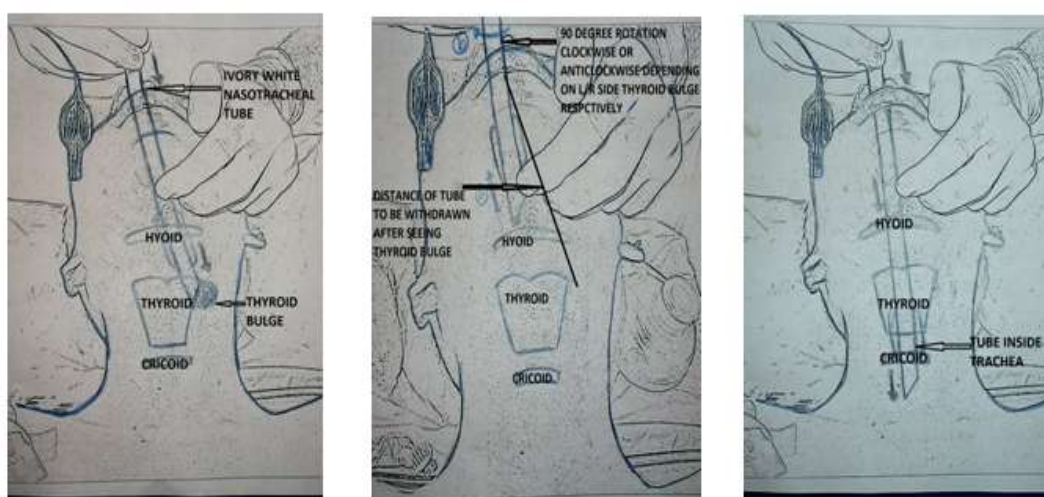 IVORY WHITE
NASOTRACHEAL
TUBE
HYOID
THYROID
THYROID
BULGE
CRICOID
90 DEGREE ROTATION
CLOCKWISE OR
ANTICLOCKWISE DEPENDING
ON L/R SIDE THYROID BULGE
RESPCTIVELY
DISTANCE OF TUBE
TO BE WITHDRAWN
AFTER SEEING
THYROID BULGE
HYOID
THYROID
CRICOID
HYOID
THYROID
CRICOID
TUBE INSIDE
TRACHEA